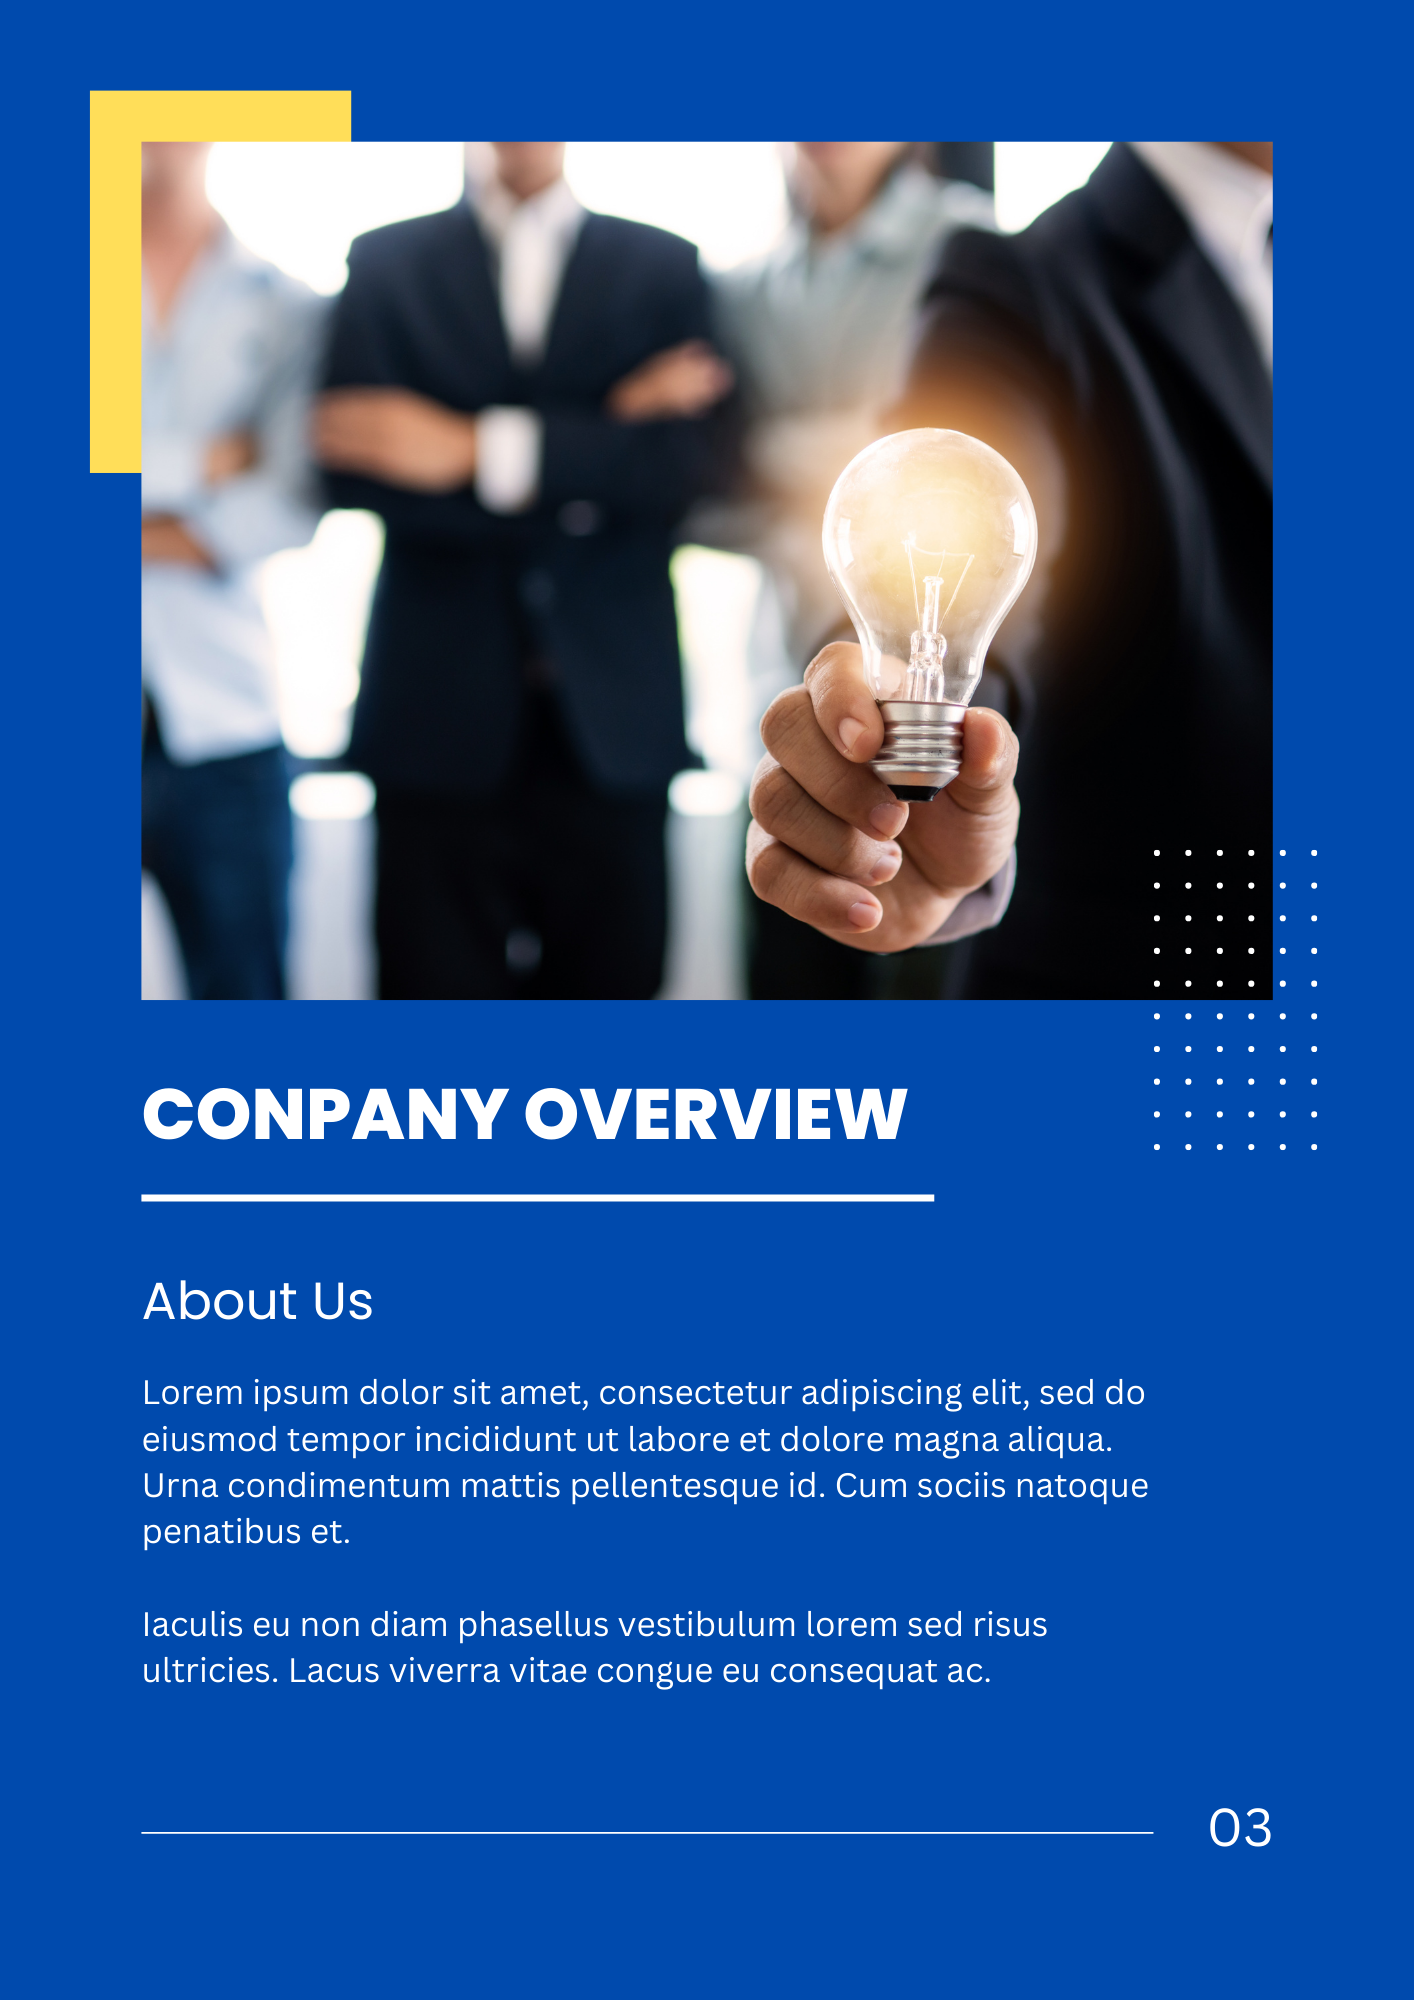 CONPANY OVERVIEW
About Us
Lorem ipsum dolor sit amet, consectetur adipiscing elit, sed do
eiusmod tempor incididunt ut labore et dolore magna aliqua.
Urna condimentum mattis pellentesque id. Cum sociis natoque
penatibus et.
Iaculis eu non diam phasellus vestibulum lorem sed risus
ultricies. Lacus viverra vitae congue eu consequat ac.
03